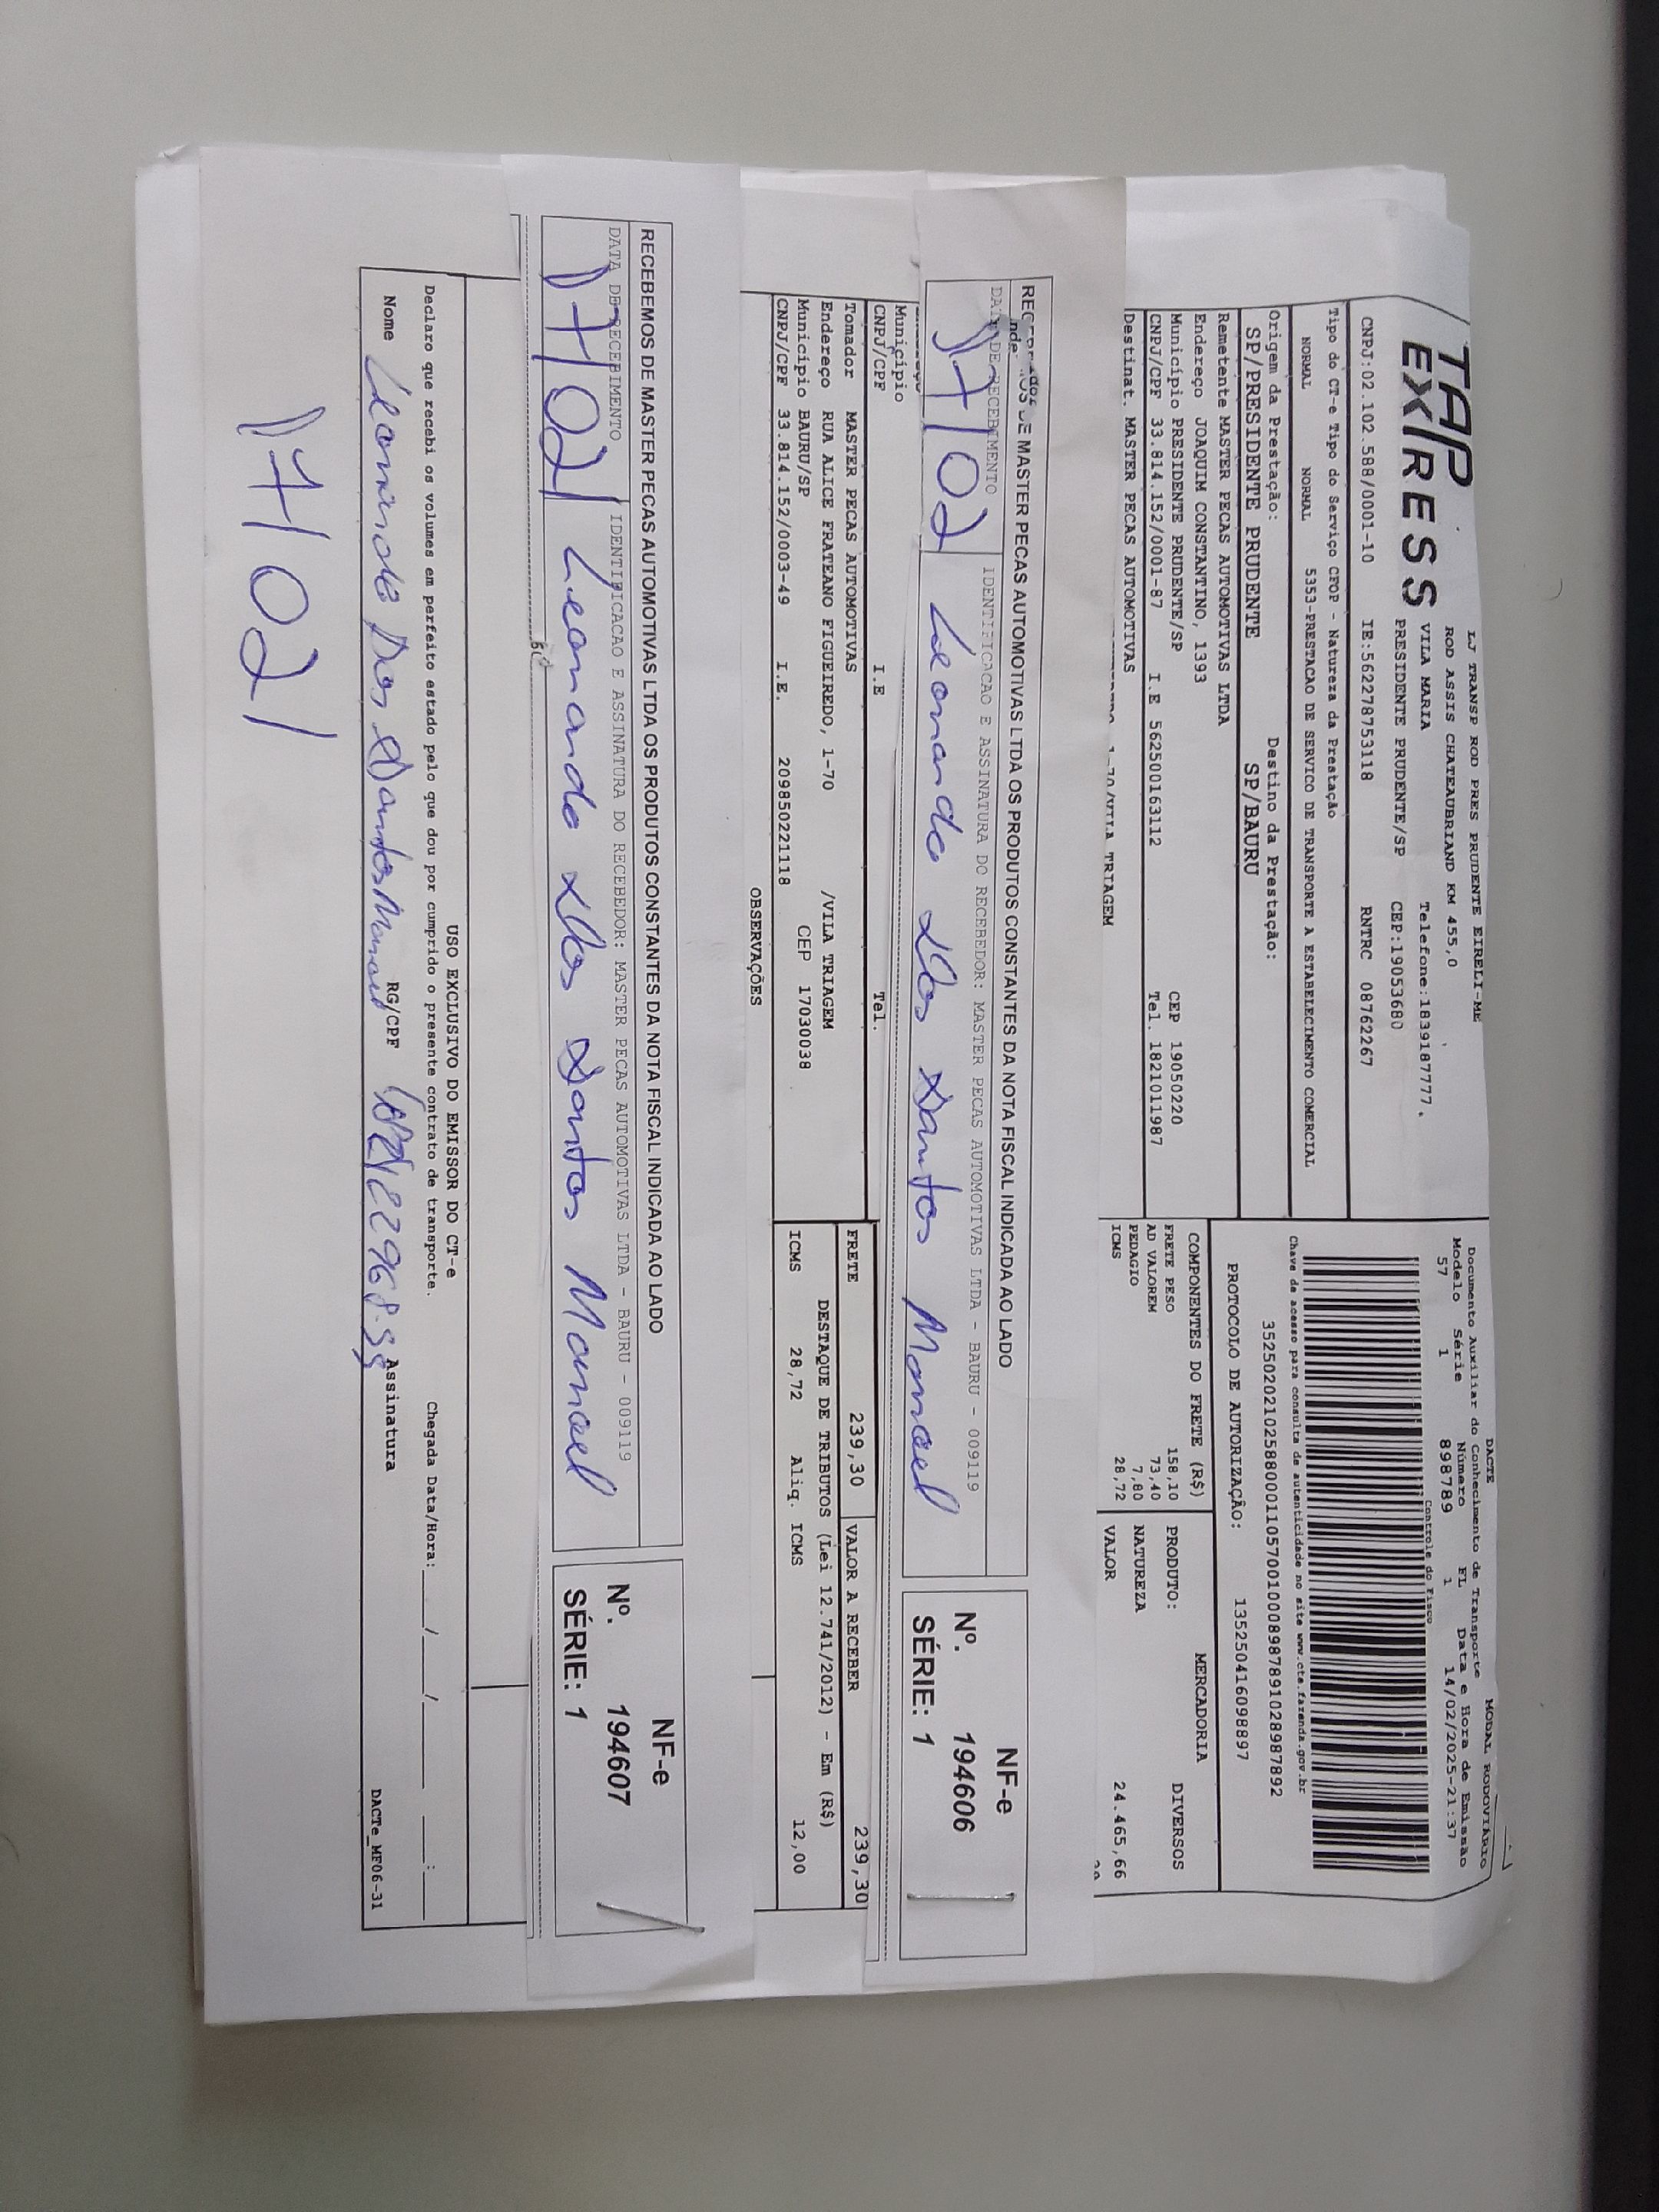 TAP
EXPRESS
LJ TRANSP ROD PRES PRUDENTE EIRELI-ME
ROD ASSIS CHATEAUBRIAND KM 455,0
VILA MARIA Telefone:1839187777.
PRESIDENTE PRUDENTE/SP CEP:19053680
CNPJ:02.102.588/0001-10 IE:562278753118 RNTRC 08762267
DACTE MODAL RODOVIÁRIO
Documento Auxiliar do Conhecimento de Transporte
Modelo Série Número FL Data e Hora de Emissão
57 1 898789 1 14/02/2025-21:37
Controle do Fisco
Chave de acesso para consulta de autenticidade no site www.cte.fazenda.gov.br
35250202102588000110570010008987891028987892
PROTOCOLO DE AUTORIZAÇÃO: 135250416098897
Tipo do CT-e Tipo do Serviço CFOP - Natureza da Prestação
NORMAL NORMAL 5353-PRESTACAO DE SERVICO DE TRANSPORTE A ESTABELECIMENTO COMERCIAL
Origem da Prestação: Destino da Prestação:
SP/PRESIDENTE PRUDENTE SP/BAURU
Remetente MASTER PECAS AUTOMOTIVAS LTDA
Endereço JOAQUIM CONSTANTINO, 1393
Município PRESIDENTE PRUDENTE/SP CEP 19050220
CNPJ/CPF 33.814.152/0001-87 I.E 562500163112 Tel. 1821011987
Destinat. MASTER PECAS AUTOMOTIVAS
1-70/VILA TRIAGEM
COMPONENTES DO FRETE (R$)
FRETE PESO 158,10
AD VALOREM 73,40
PEDAGIO 7,80
ICMS 28,72
MERCADORIA
PRODUTO: DIVERSOS
NATUREZA
VALOR 24.465,66
DE MASTER PECAS AUTOMOTIVAS LTDA OS PRODUTOS CONSTANTES DA NOTA FISCAL INDICADA AO LADO
DE RECEBIMENTO IDENTIFICACAO E ASSINATURA DO RECEBEDOR: MASTER PECAS AUTOMOTIVAS LTDA - BAURU - 009119
17/02/ Leonardo dos Santos Manoel
NF-e
Nº. 194606
SÉRIE: 1
Município
CNPJ/CPF I.E Tel.
Tomador MASTER PECAS AUTOMOTIVAS
Endereço RUA ALICE FRATEANO FIGUEIREDO, 1-70 /VILA TRIAGEM
Município BAURU/SP CEP 17030038
CNPJ/CPF 33.814.152/0003-49 I.E. 209850221118
FRETE 239,30 VALOR A RECEBER 239,30
DESTAQUE DE TRIBUTOS (Lei 12.741/2012) - Em (R$)
ICMS 28,72 Aliq. ICMS 12,00
OBSERVAÇÕES
RECEBEMOS DE MASTER PECAS AUTOMOTIVAS LTDA OS PRODUTOS CONSTANTES DA NOTA FISCAL INDICADA AO LADO
DATA DE RECEBIMENTO IDENTIFICACAO E ASSINATURA DO RECEBEDOR: MASTER PECAS AUTOMOTIVAS LTDA - BAURU - 009119
17/02/ Leonardo dos Santos Manoel
NF-e
Nº. 194607
SÉRIE: 1
USO EXCLUSIVO DO EMISSOR DO CT-e
Declaro que recebi os volumes em perfeito estado pelo que dou por cumprido o presente contrato de transporte. Chegada Data/Hora: ___/___/_____ ___:___
Nome Leonardo Dos Santos Manoel RG/CPF Assinatura
DACTe_MF06-31
17/02/